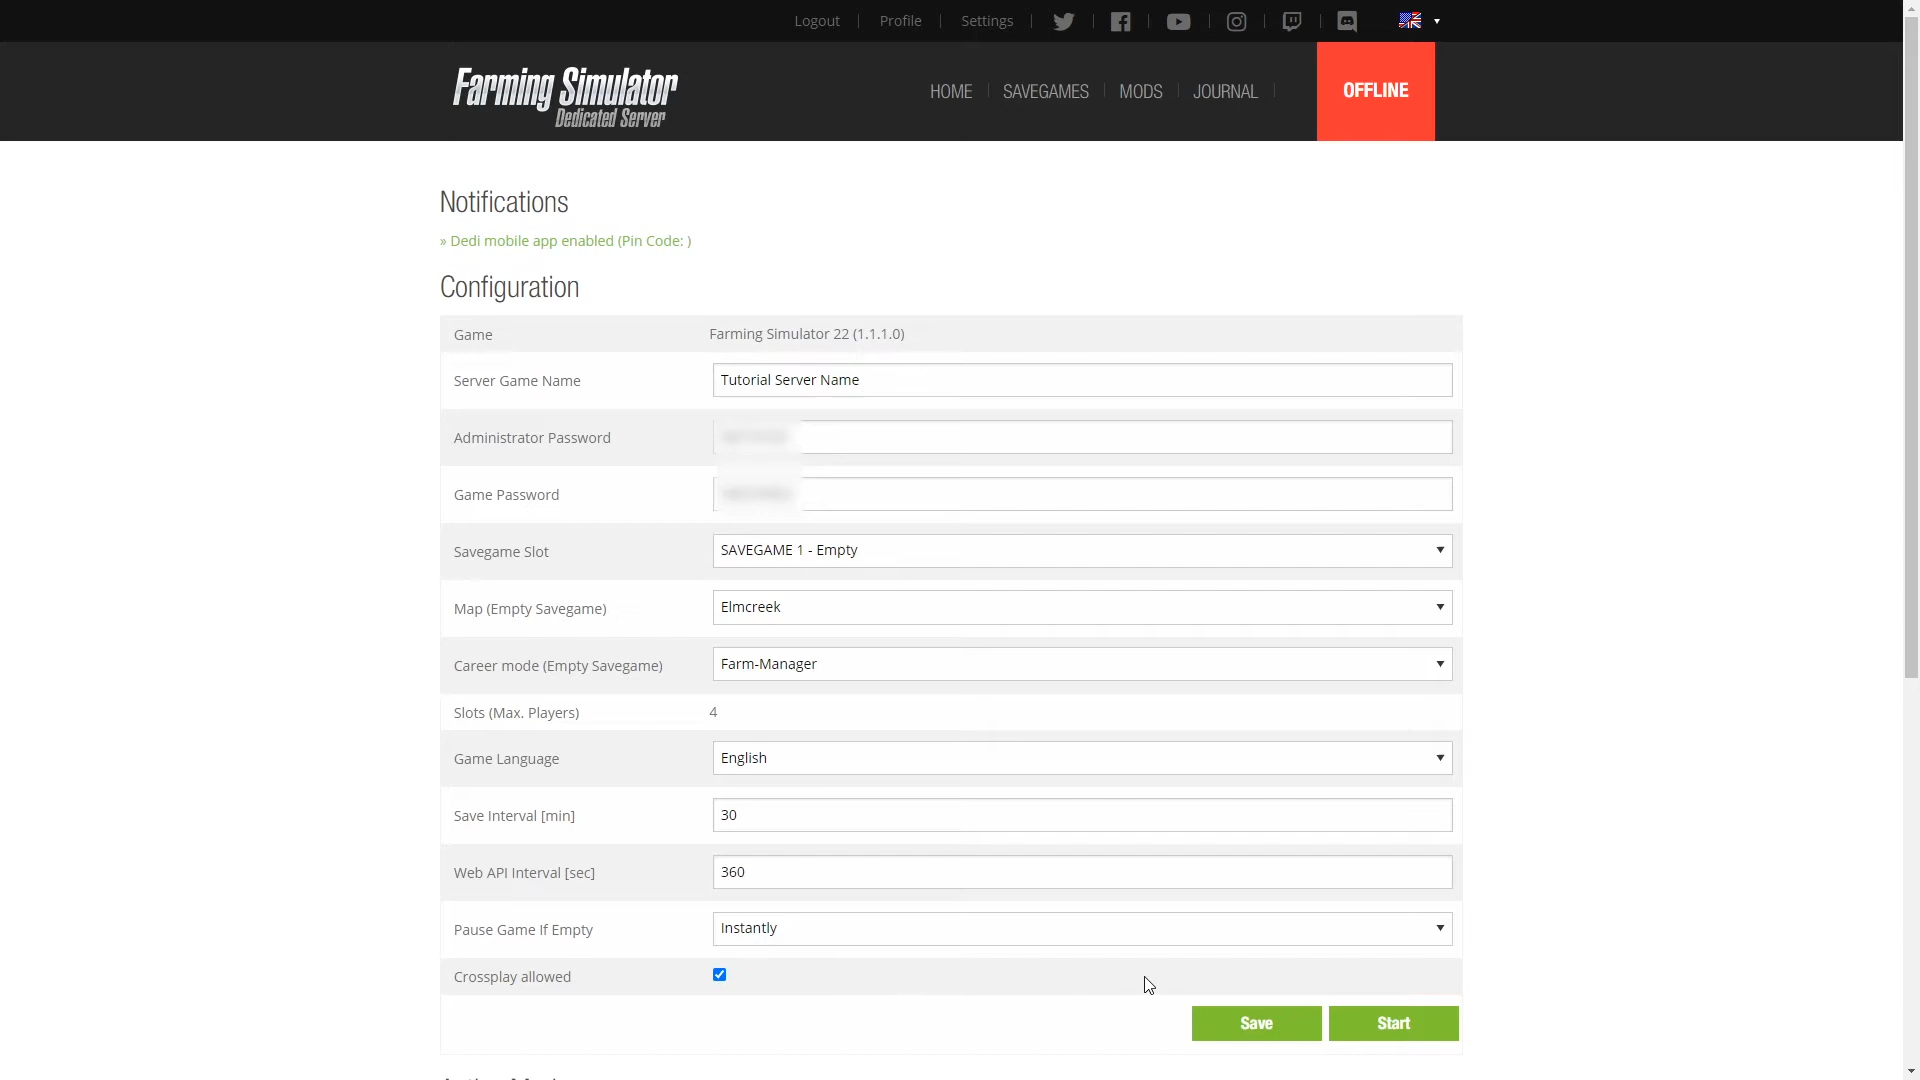 Logout
Profile
Settings
Farming Simulator
Dedicated Server
HOME
SAVEGAMES
MODS
JOURNAL
OFFLINE
Notifications
» Dedi mobile app enabled (Pin Code: )
Configuration
Game
Farming Simulator 22 (1.1.1.0)
Server Game Name
Tutorial Server Name
Administrator Password
Game Password
Savegame Slot
SAVEGAME 1 - Empty
Map (Empty Savegame)
Elmcreek
Career mode (Empty Savegame)
Farm-Manager
Slots (Max. Players)
4
Game Language
English
Save Interval [min]
30
Web API Interval [sec]
360
Pause Game If Empty
Instantly
Crossplay allowed
Save
Start